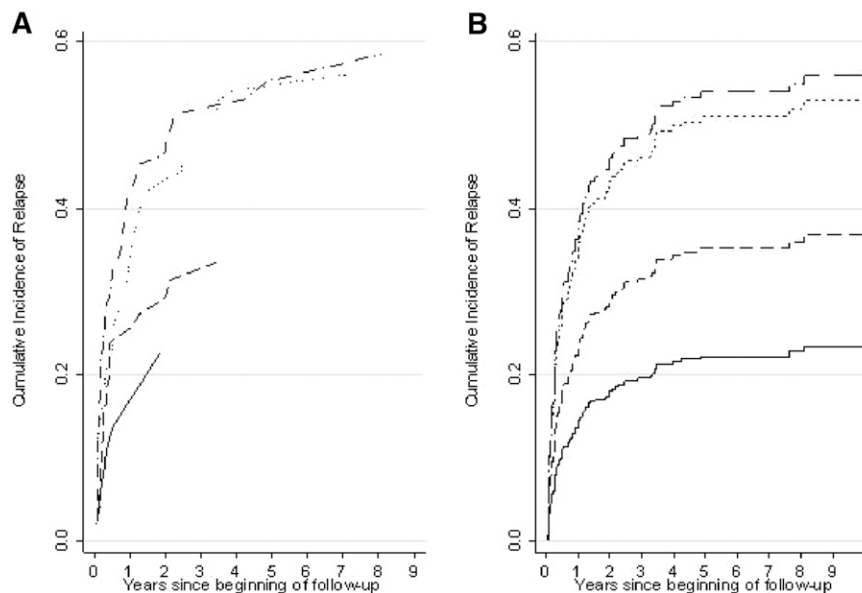 A
B
0.6
0.4
0.2
0.0
Cumulative Incidence of Relapse
0 1 2 3 4 5 6 7 8 9
Years since beginning of follow-up
0.6
0.4
0.2
0.0
Cumulative Incidence of Relapse
0 1 2 3 4 5 6 7 8 9
Years since beginning of follow-up